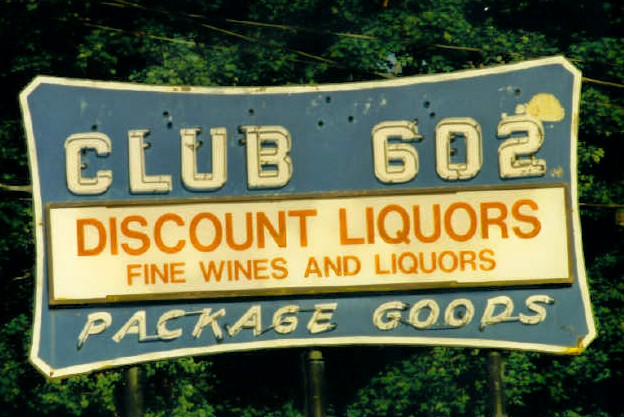 CLUB 602
DISCOUNT LIQUORS
FINE WINES AND LIQUORS
PACKAGE GOODS